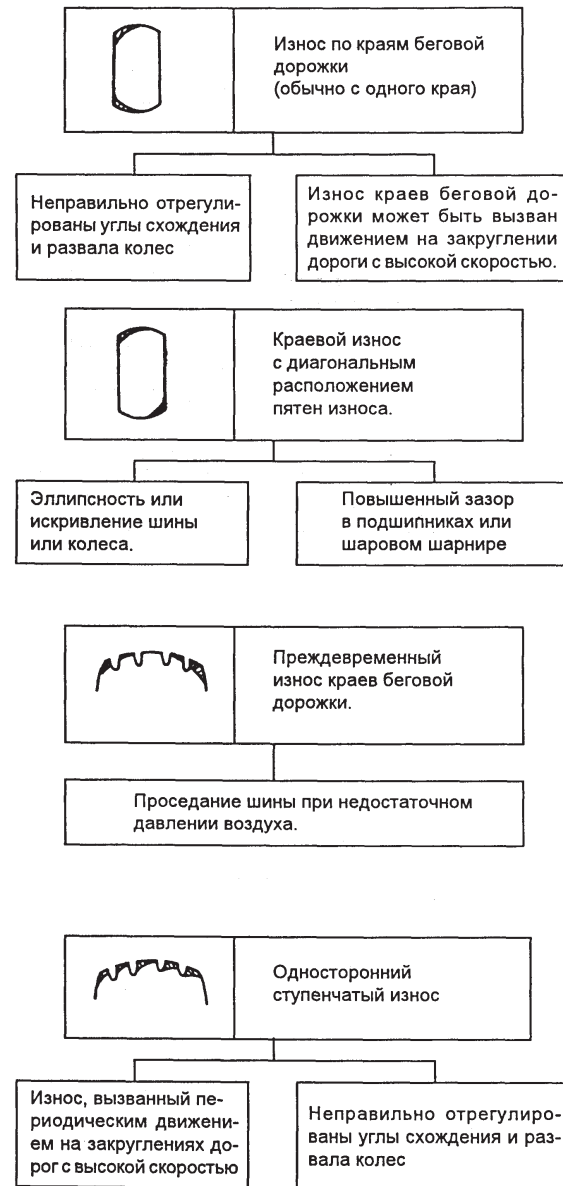 Износ по краям беговой
дорожки
(обычно с одного края)
Неправильно отрегули-
рованы углы схождения
и развала колес
Износ краев беговой до-
рожки может быть вызван
движением на закруглении
дороги с высокой скоростью.
Краевой износ
с диагональным
расположением
пятен износа.
Эллипсность или
искривление шины
или колеса.
Повышенный зазор
в подшипниках или
шаровом шарнире
Преждевременный
износ краев беговой
дорожки.
Проседание шины при недостаточном
давлении воздуха.
Односторонний
ступенчатый износ
Износ, вызванный пе-
риодическим движени-
ем на закруглениях до-
рог с высокой скоростью
Неправильно отрегулиро-
ваны углы схождения и раз-
вала колес